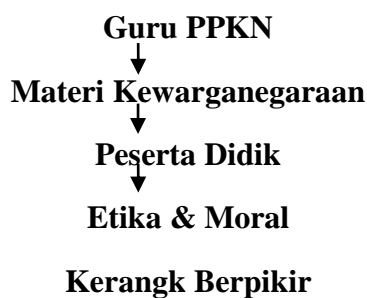 Guru PPKN
Materi Kewarganegaraan
Peserta Didik
Etika & Moral
Kerangk Berpikir